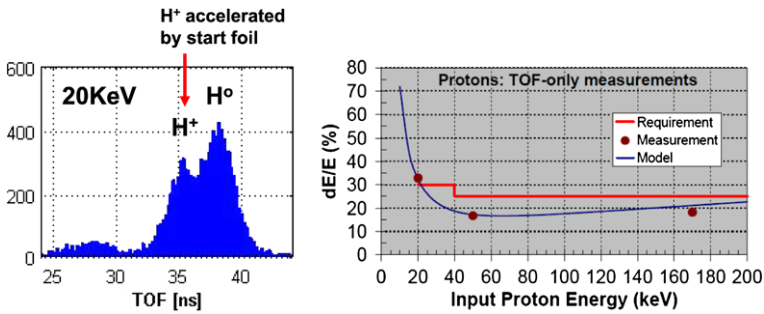 H⁺ accelerated
by start foil
20KeV
Hᵒ
H⁺
600
400
200
0
25 30 35 40
TOF [ns]
Protons: TOF-only measurements
Requirement
Measurement
Model
dE/E (%)
80
70
60
50
40
30
20
10
0
0 20 40 60 80 100 120 140 160 180 200
Input Proton Energy (keV)